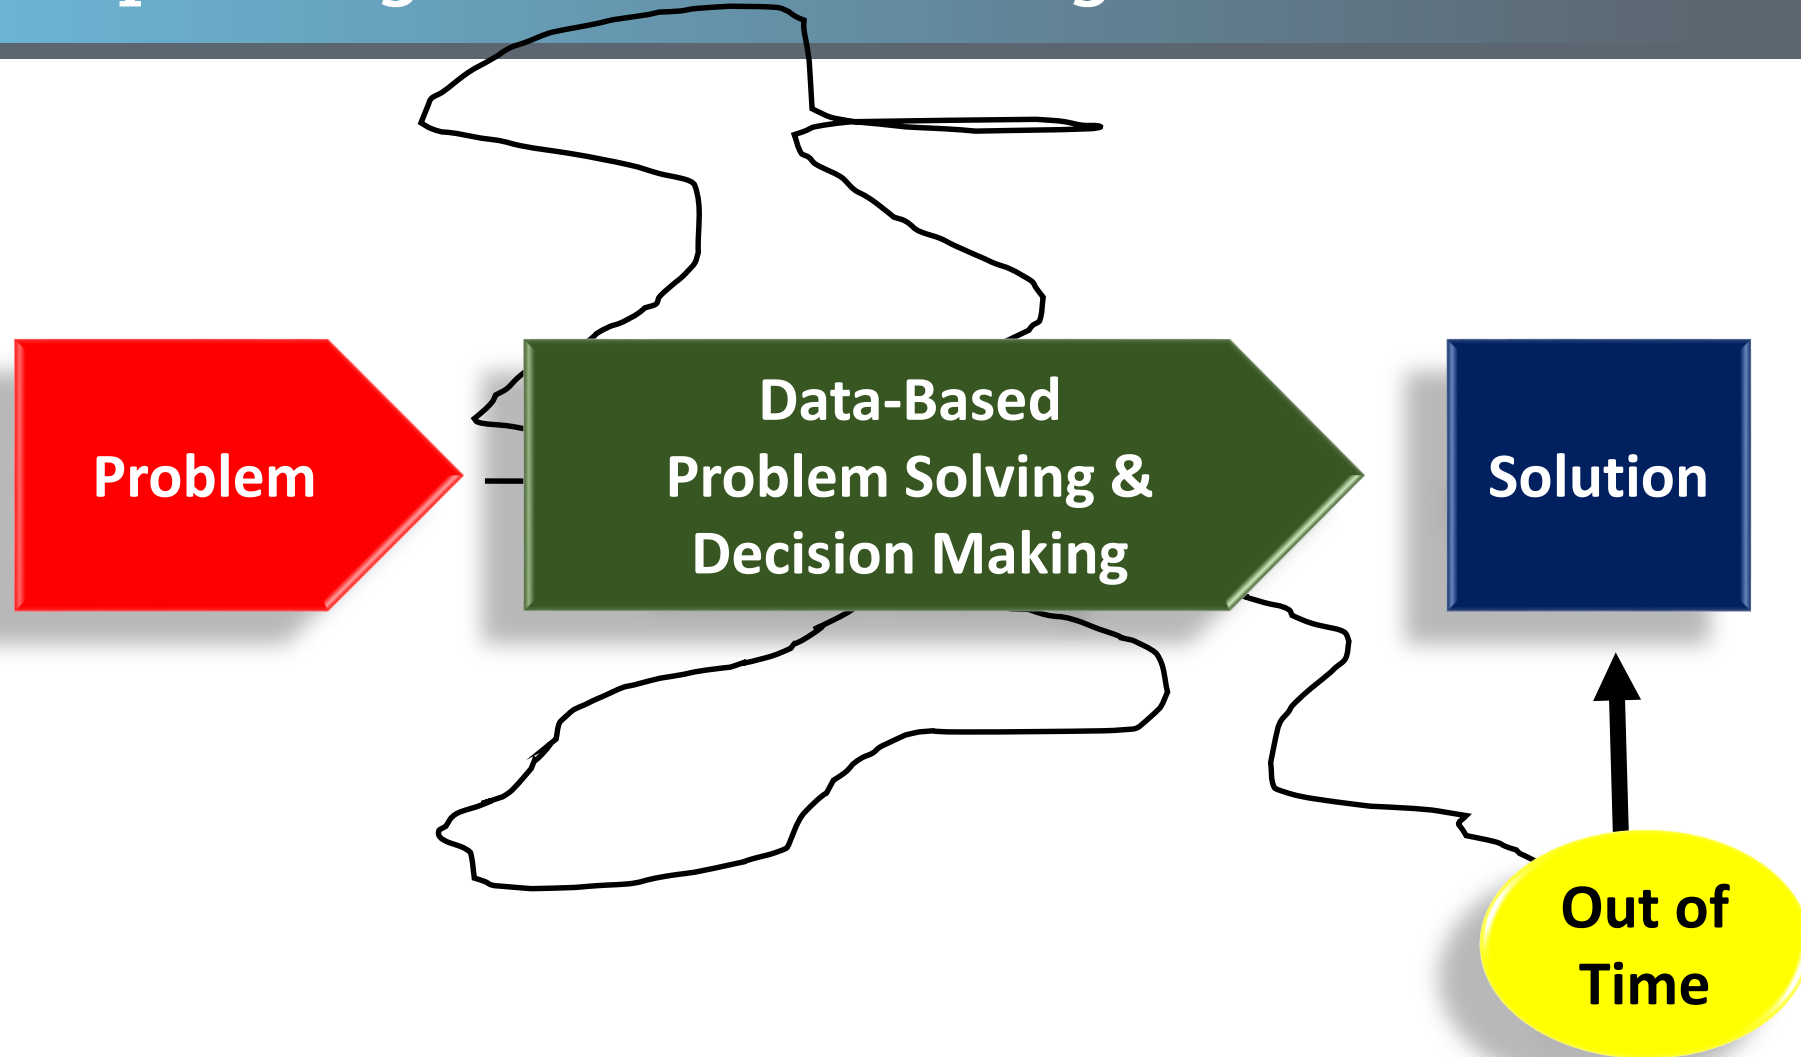 Problem
Data-Based
Problem Solving &
Decision Making
Solution
Out of
Time